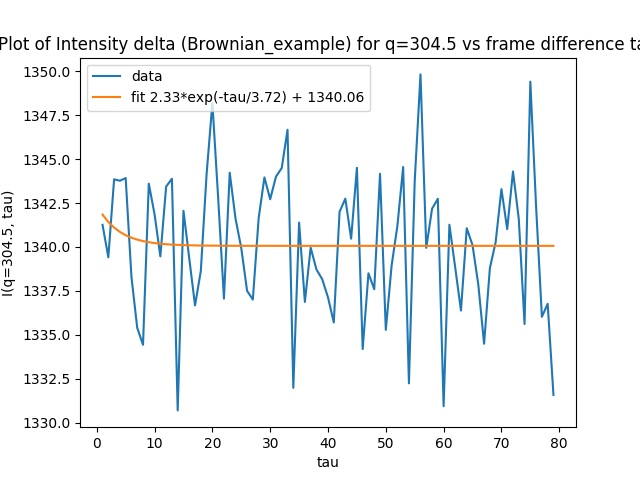 Plot of Intensity delta (Brownian_example) for q=304.5 vs frame difference ta
data
fit 2.33*exp(-tau/3.72) + 1340.06
I(q=304.5, tau)
1350.0
1347.5
1345.0
1342.5
1340.0
1337.5
1335.0
1332.5
1330.0
0 10 20 30 40 50 60 70 80
tau